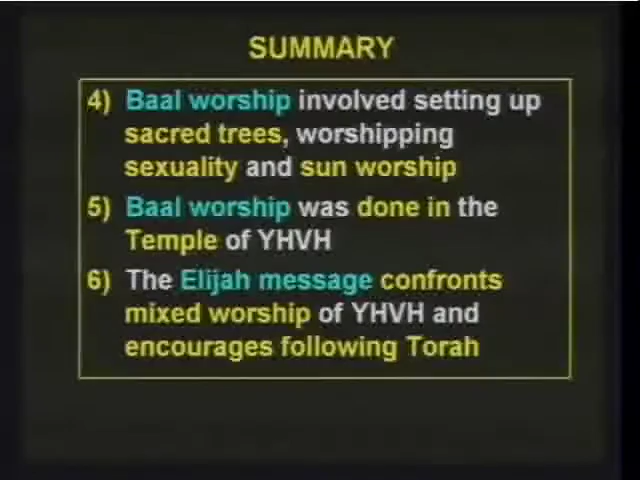 SUMMARY
4) Baal worship involved setting up
sacred trees, worshipping
sexuality and sun worship
5) Baal worship was done in the
Temple of YHVH
6) The Elijah message confronts
mixed worship of YHVH and
encourages following Torah